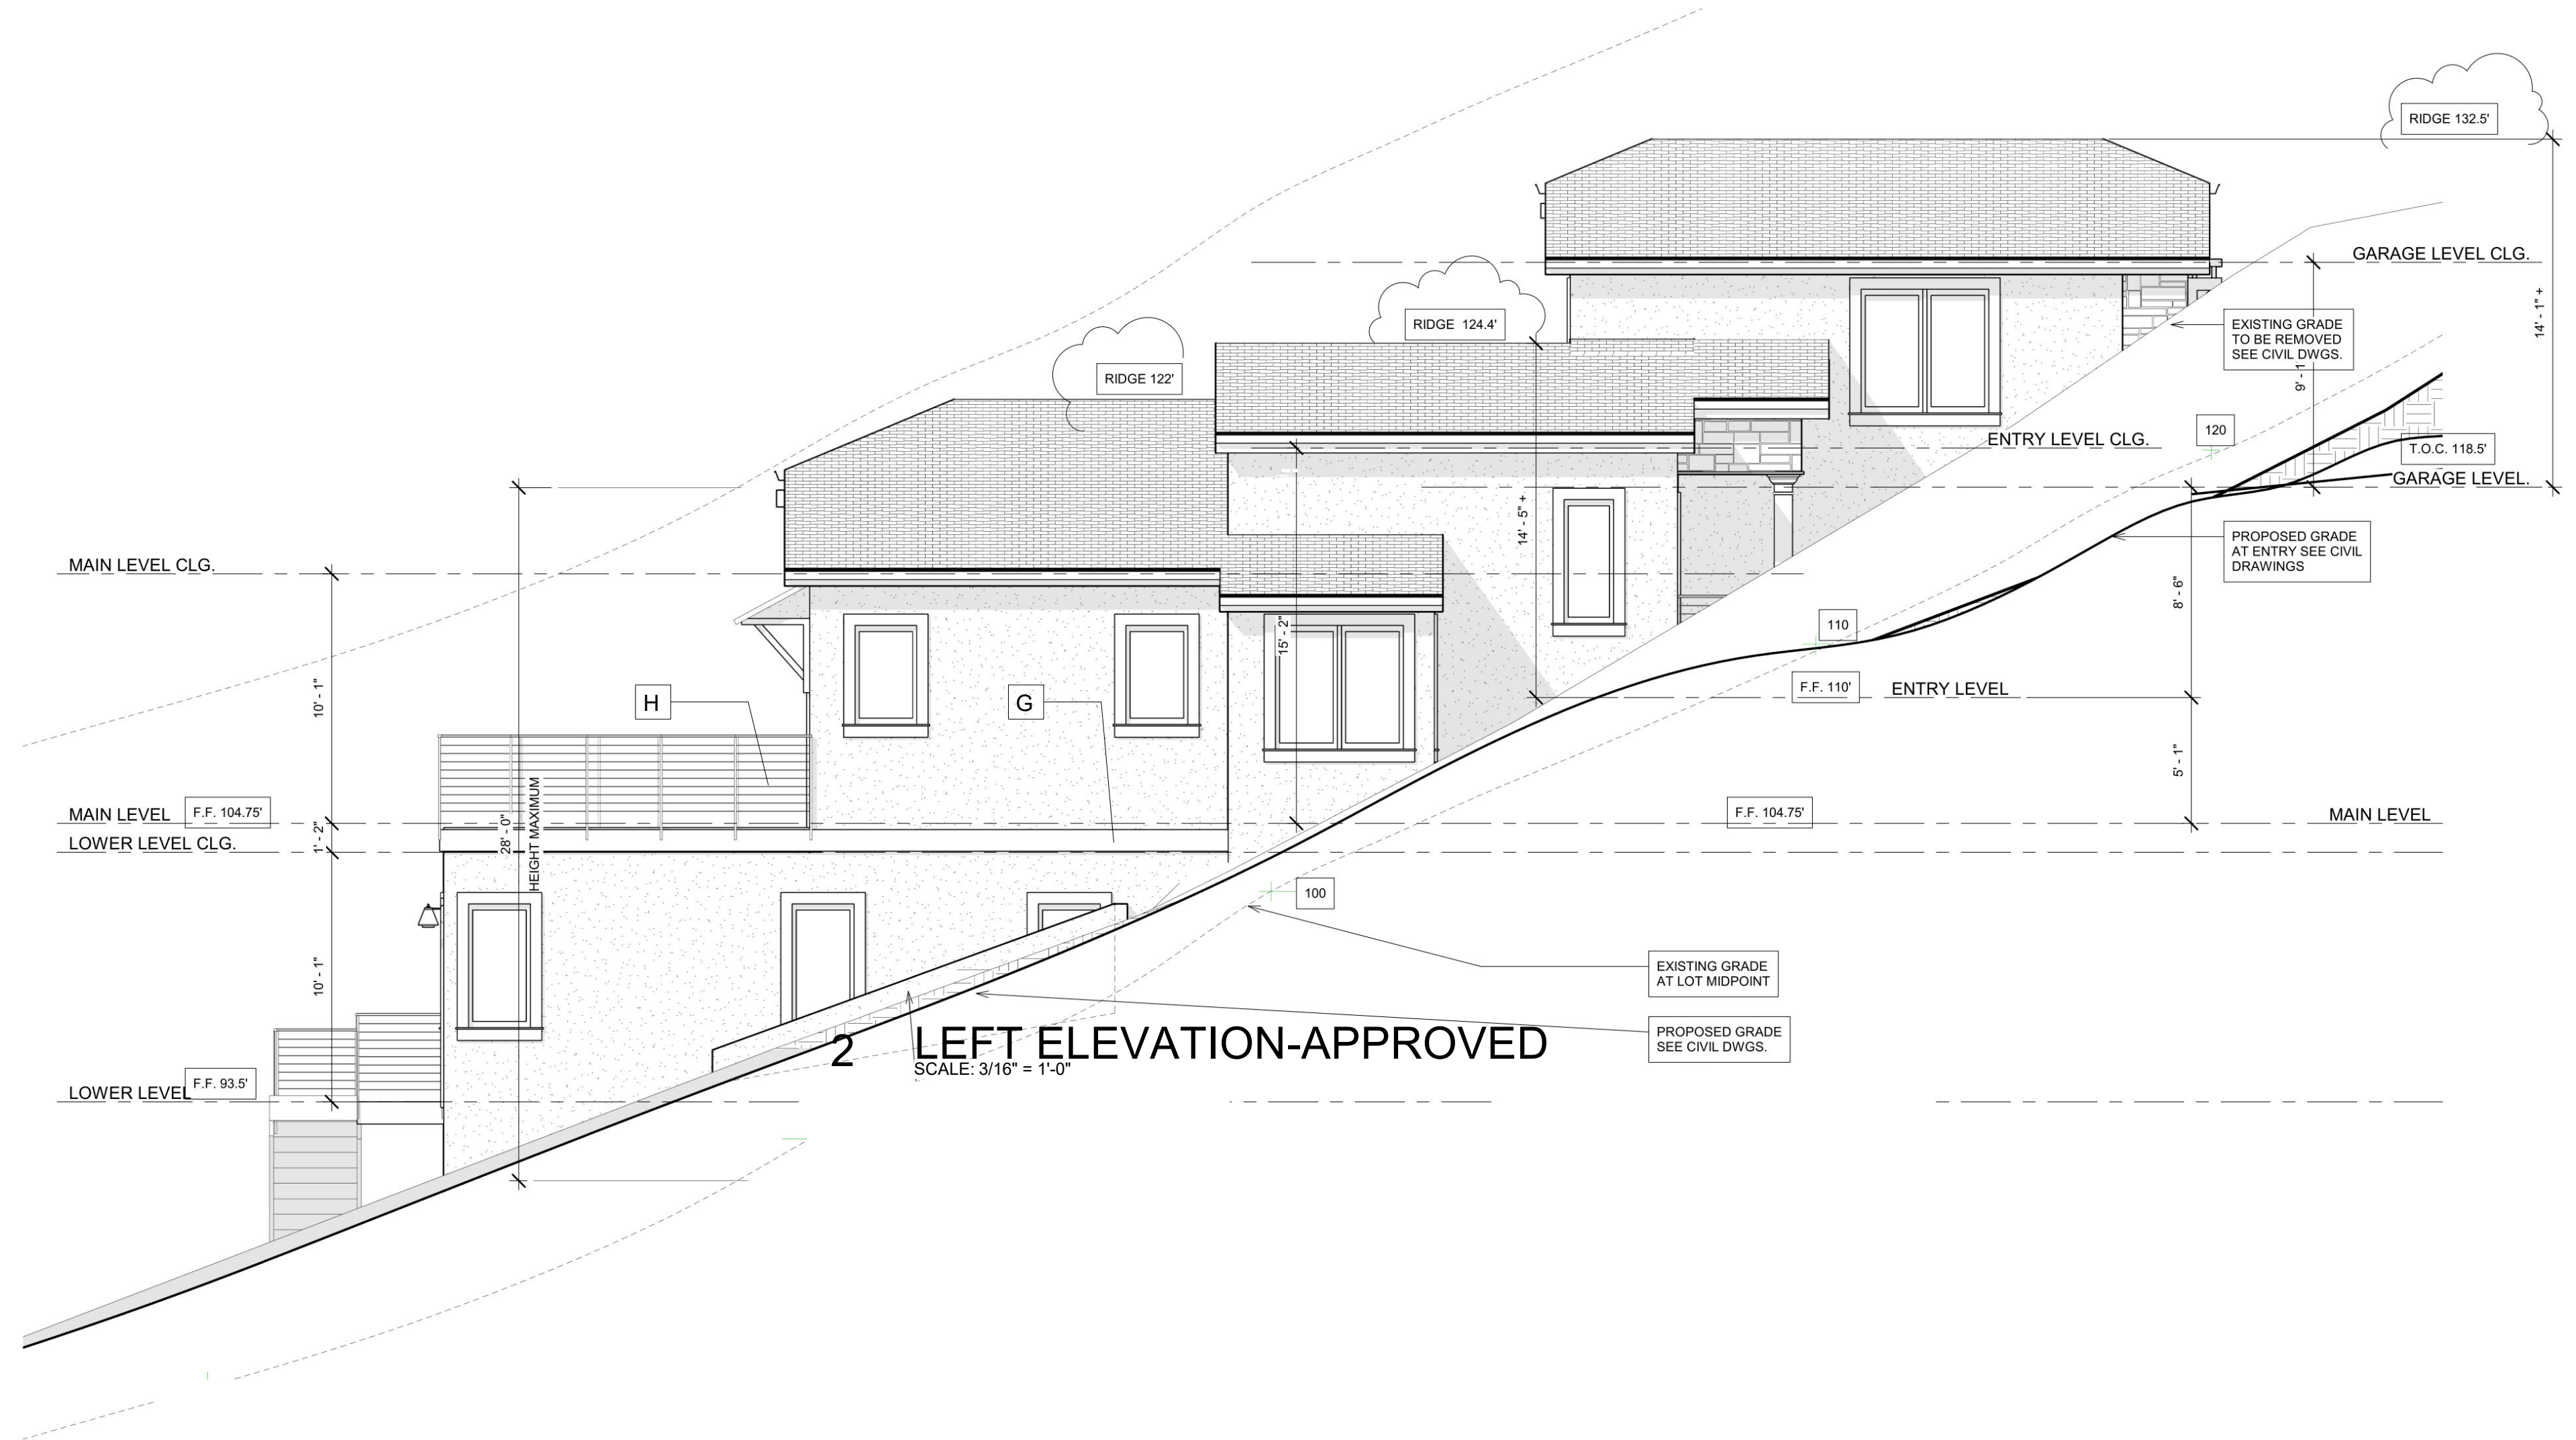 RIDGE 132.5'
GARAGE LEVEL CLG.
14' - 1" +
RIDGE 124.4'
EXISTING GRADE
TO BE REMOVED
SEE CIVIL DWGS.
RIDGE 122'
9' - 1"
120
ENTRY LEVEL CLG.
T.O.C. 118.5'
GARAGE LEVEL.
14' - 5" +
PROPOSED GRADE
AT ENTRY SEE CIVIL
DRAWINGS
MAIN LEVEL CLG.
8' - 6"
110
15' - 2"
10' - 1"
H
G
F.F. 110'
ENTRY LEVEL
5' - 1"
MAIN LEVEL
F.F. 104.75'
F.F. 104.75'
MAIN LEVEL
1' - 2"
28' - 0"
HEIGHT MAXIMUM
LOWER LEVEL CLG.
100
10' - 1"
EXISTING GRADE
AT LOT MIDPOINT
PROPOSED GRADE
SEE CIVIL DWGS.
2
LEFT ELEVATION-APPROVED
SCALE: 3/16" = 1'-0"
LOWER LEVEL
F.F. 93.5'